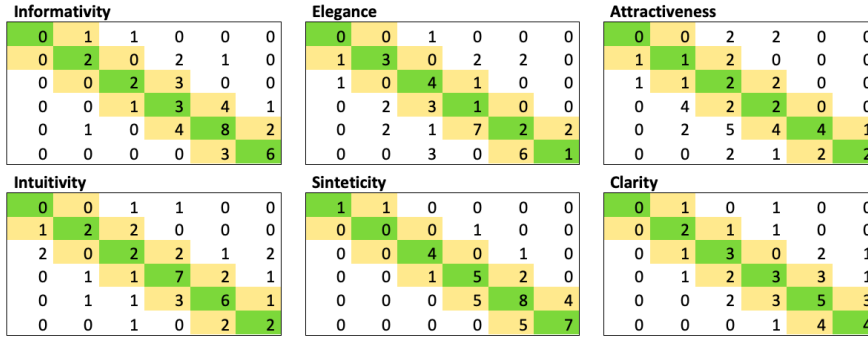 Informativity Elegance Attractiveness
0 1 1 0 0 0 0 0 1 0 0 0 0 0 2 2 0 0
0 2 0 2 1 0 1 3 0 2 2 0 1 1 2 0 0 0
0 0 2 3 0 0 1 0 4 1 0 0 1 1 2 2 0 0
0 0 1 3 4 1 0 2 3 1 0 0 0 4 2 2 0 0
0 1 0 4 8 2 0 2 1 7 2 2 0 2 5 4 4 1
0 0 0 0 3 6 0 0 3 0 6 1 0 0 2 1 2 2
Intuitivity Sinteticity Clarity
0 0 1 1 0 0 1 1 0 0 0 0 0 1 0 1 0 0
1 2 2 0 0 0 0 0 0 1 0 0 0 2 1 1 0 0
2 0 2 2 1 2 0 0 4 0 1 0 0 1 3 0 2 1
0 1 1 7 2 1 0 0 1 5 2 0 0 1 2 3 3 1
0 1 1 3 6 1 0 0 0 5 8 4 0 0 2 3 5 3
0 0 1 0 2 2 0 0 0 0 5 7 0 0 0 1 4 4